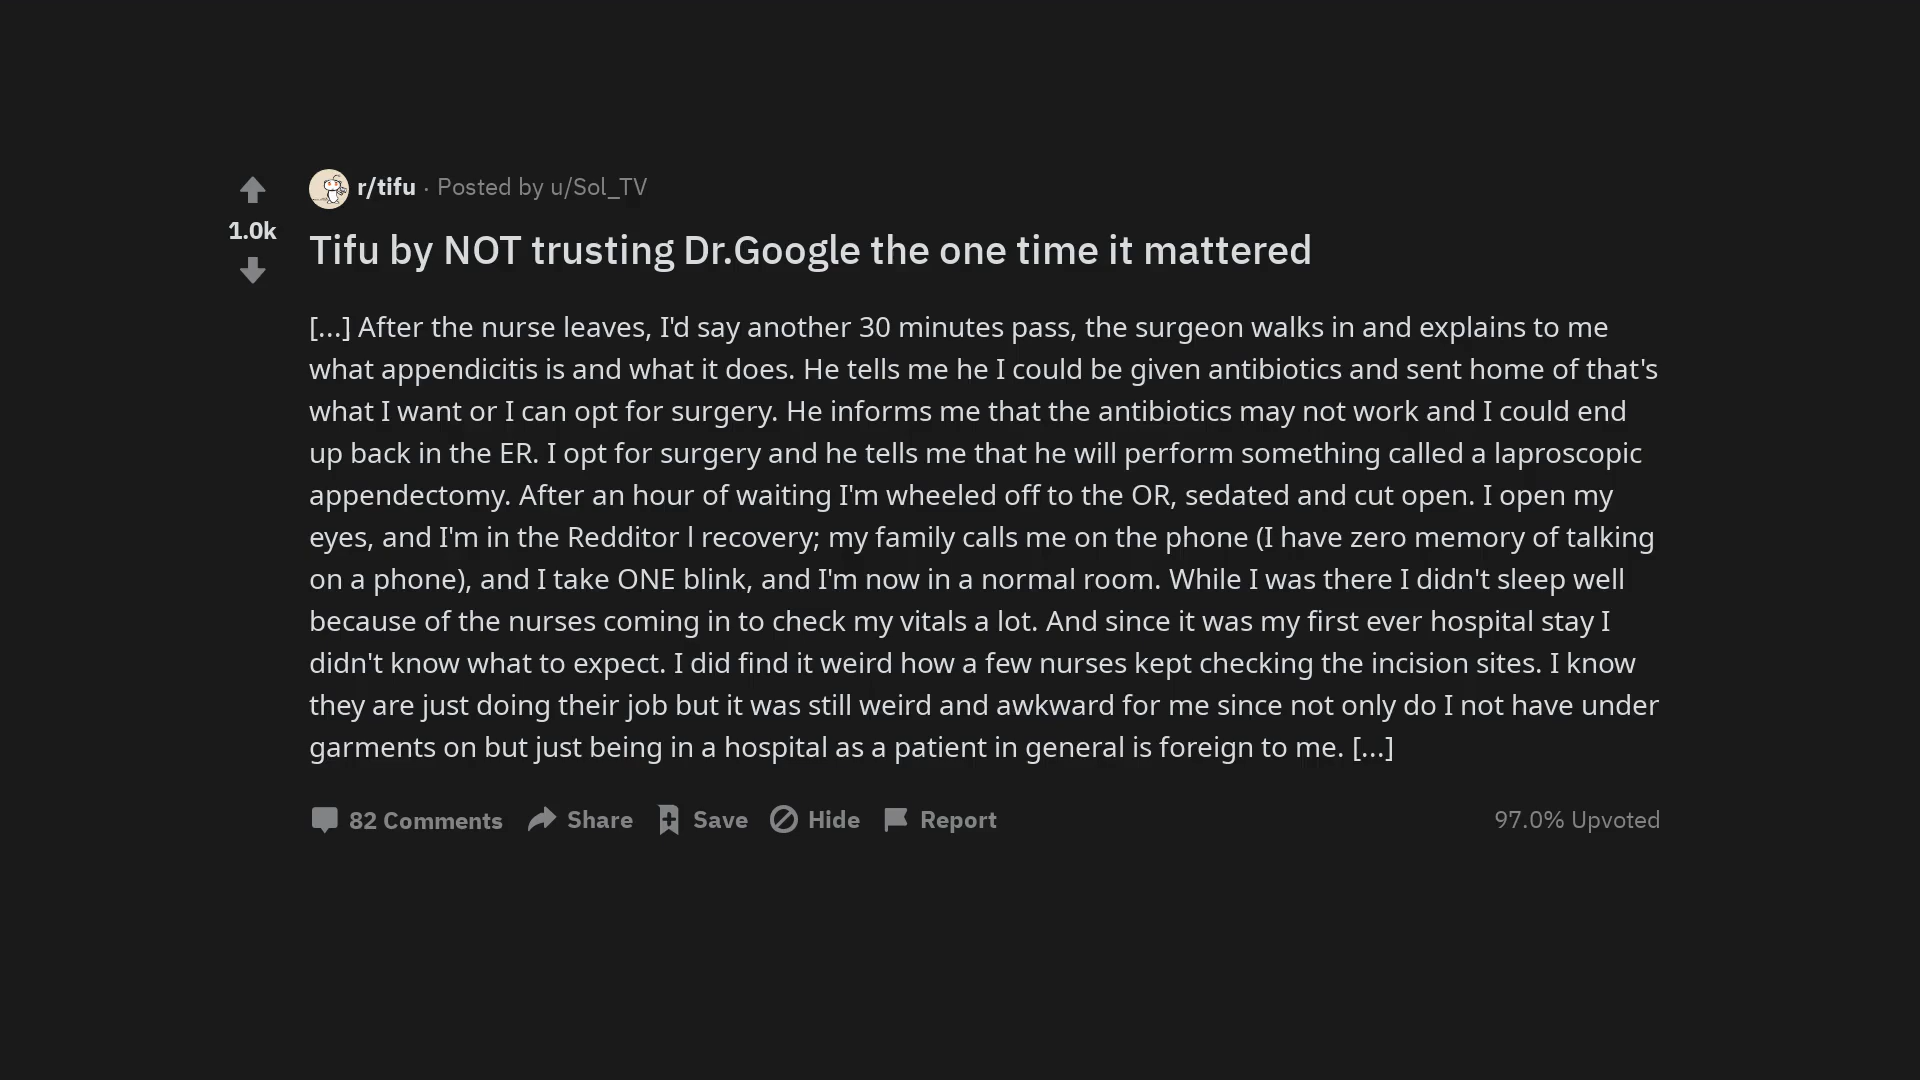 r/tifu · Posted by u/Sol_TV
1.0k
Tifu by NOT trusting Dr.Google the one time it mattered
[...] After the nurse leaves, I'd say another 30 minutes pass, the surgeon walks in and explains to me
what appendicitis is and what it does. He tells me he I could be given antibiotics and sent home of that's
what I want or I can opt for surgery. He informs me that the antibiotics may not work and I could end
up back in the ER. I opt for surgery and he tells me that he will perform something called a laproscopic
appendectomy. After an hour of waiting I'm wheeled off to the OR, sedated and cut open. I open my
eyes, and I'm in the Redditor l recovery; my family calls me on the phone (I have zero memory of talking
on a phone), and I take ONE blink, and I'm now in a normal room. While I was there I didn't sleep well
because of the nurses coming in to check my vitals a lot. And since it was my first ever hospital stay I
didn't know what to expect. I did find it weird how a few nurses kept checking the incision sites. I know
they are just doing their job but it was still weird and awkward for me since not only do I not have under
garments on but just being in a hospital as a patient in general is foreign to me. [...]
82 Comments Share Save Hide Report 97.0% Upvoted